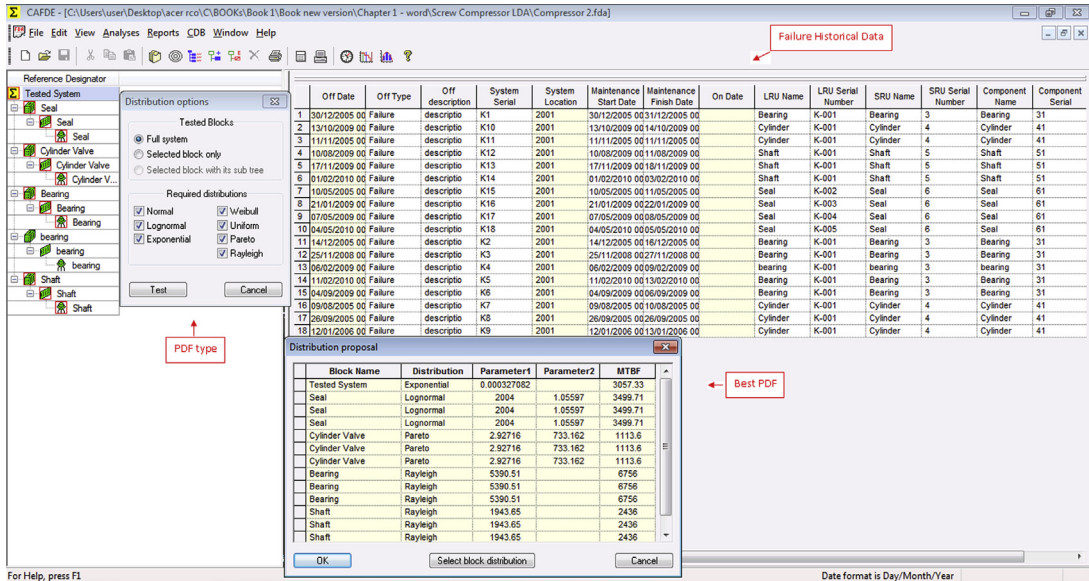 CAFDE - [C:\Users\user\Desktop\acer rco\C\BOOKs\Book 1\Book new version\Chapter 1 - word\Screw Compressor LDA\Compressor 2.fda]
File Edit View Analyses Reports CDB Window Help
Failure Historical Data
Reference Designator
Tested System
Seal
Seal
Seal
Cylinder Valve
Cylinder Valve
Cylinder V...
Bearing
Bearing
Bearing
bearing
bearing
bearing
Shaft
Shaft
Shaft
Distribution options
Tested Blocks
Full system
Selected block only
Selected block with its sub tree
Required distributions
Normal Weibull
Lognormal Uniform
Exponential Pareto
Rayleigh
Test Cancel
PDF type
Off Date Off Type Off description System Serial System Location Maintenance Start Date Maintenance Finish Date On Date LRU Name LRU Serial Number SRU Name SRU Serial Number Component Name Component Serial
1 30/12/2005 00 Failure descriptio K1 2001 30/12/2005 00 31/12/2005 00 Bearing K-001 Bearing 3 Bearing 31
2 13/10/2009 00 Failure descriptio K10 2001 13/10/2009 00 14/10/2009 00 Cylinder K-001 Cylinder 4 Cylinder 41
3 11/11/2005 00 Failure descriptio K11 2001 11/11/2005 00 11/11/2005 00 Cylinder K-001 Cylinder 4 Cylinder 41
4 10/08/2009 00 Failure descriptio K12 2001 10/08/2009 00 11/08/2009 00 Shaft K-001 Shaft 5 Shaft 51
5 17/11/2009 00 Failure descriptio K13 2001 17/11/2009 00 18/11/2009 00 Shaft K-001 Shaft 5 Shaft 51
6 01/02/2010 00 Failure descriptio K14 2001 01/02/2010 00 03/02/2010 00 Shaft K-001 Shaft 5 Shaft 51
7 10/05/2005 00 Failure descriptio K15 2001 10/05/2005 00 11/05/2005 00 Seal K-002 Seal 6 Seal 61
8 21/01/2009 00 Failure descriptio K16 2001 21/01/2009 00 22/01/2009 00 Seal K-003 Seal 6 Seal 61
9 07/05/2009 00 Failure descriptio K17 2001 07/05/2009 00 08/05/2009 00 Seal K-004 Seal 6 Seal 61
10 04/05/2010 00 Failure descriptio K18 2001 04/05/2010 00 05/05/2010 00 Seal K-005 Seal 6 Seal 61
11 14/12/2005 00 Failure descriptio K2 2001 14/12/2005 00 16/12/2005 00 Bearing K-001 Bearing 3 Bearing 31
12 25/11/2008 00 Failure descriptio K3 2001 25/11/2008 00 27/11/2008 00 bearing K-001 bearing 3 bearing 31
13 06/02/2009 00 Failure descriptio K4 2001 06/02/2009 00 09/02/2009 00 bearing K-001 bearing 3 bearing 31
14 11/02/2010 00 Failure descriptio K5 2001 11/02/2010 00 13/02/2010 00 Bearing K-001 Bearing 3 Bearing 31
15 04/09/2009 00 Failure descriptio K6 2001 04/09/2009 00 06/09/2009 00 Bearing K-001 Bearing 3 Bearing 31
16 09/08/2005 00 Failure descriptio K7 2001 09/08/2005 00 10/08/2005 00 Cylinder K-001 Cylinder 4 Cylinder 41
17 26/09/2005 00 Failure descriptio K8 2001 26/09/2005 00 26/09/2005 00 Cylinder K-001 Cylinder 4 Cylinder 41
18 12/01/2006 00 Failure descriptio K9 2001 12/01/2006 00 13/01/2006 00 Cylinder K-001 Cylinder 4 Cylinder 41
Distribution proposal
Block Name Distribution Parameter1 Parameter2 MTBF
Tested System Exponential 0.000327082 3057.33
Seal Lognormal 2004 1.05597 3499.71
Seal Lognormal 2004 1.05597 3499.71
Seal Lognormal 2004 1.05597 3499.71
Cylinder Valve Pareto 2.92716 733.162 1113.6
Cylinder Valve Pareto 2.92716 733.162 1113.6
Cylinder Valve Pareto 2.92716 733.162 1113.6
Bearing Rayleigh 5390.51 6756
Bearing Rayleigh 5390.51 6756
Bearing Rayleigh 5390.51 6756
Shaft Rayleigh 1943.65 2436
Shaft Rayleigh 1943.65 2436
Shaft Rayleigh 1943.65 2436
OK Select block distribution Cancel
Best PDF
For Help, press F1
Date format is Day/Month/Year